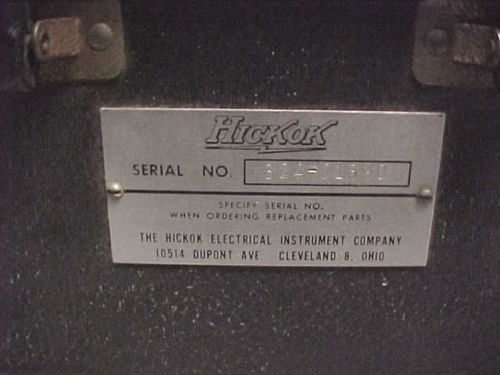 HICKOK
SERIAL NO.
SPECIFY SERIAL NO.
WHEN ORDERING REPLACEMENT PARTS
THE HICKOK ELECTRICAL INSTRUMENT COMPANY
10514 DUPONT AVE CLEVELAND 8, OHIO